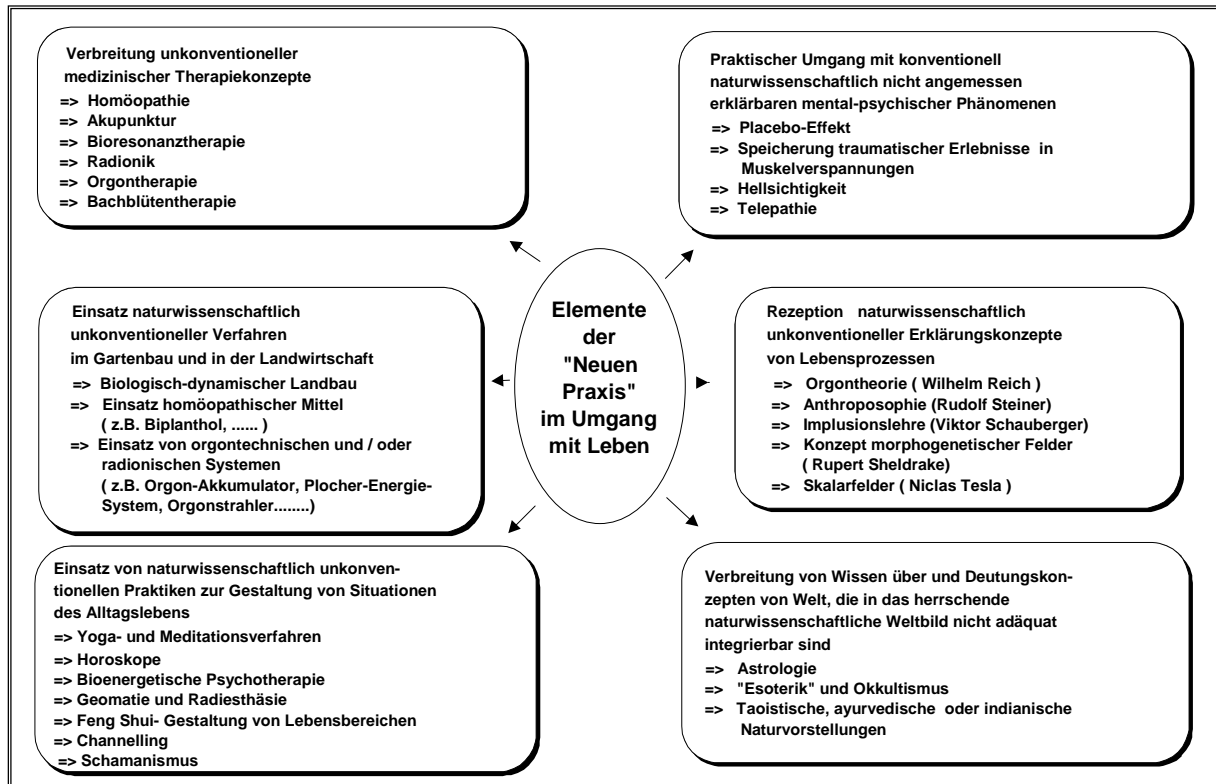 Verbreitung unkonventioneller
medizinischer Therapiekonzepte
=> Homöopathie
=> Akupunktur
=> Bioresonanztherapie
=> Radionik
=> Orgontherapie
=> Bachblütentherapie
Praktischer Umgang mit konventionell
naturwissenschaftlich nicht angemessen
erklärbaren mental-psychischer Phänomenen
=> Placebo-Effekt
=> Speicherung traumatischer Erlebnisse in
Muskelverspannungen
=> Hellsichtigkeit
=> Telepathie
Einsatz naturwissenschaftlich
unkonventioneller Verfahren
im Gartenbau und in der Landwirtschaft
=> Biologisch-dynamischer Landbau
=> Einsatz homöopathischer Mittel
( z.B. Biplanthol, ...... )
=> Einsatz von orgontechnischen und / oder
radionischen Systemen
( z.B. Orgon-Akkumulator, Plocher-Energie-
System, Orgonstrahler........)
Elemente
der
"Neuen
Praxis"
im Umgang
mit Leben
Rezeption naturwissenschaftlich
unkonventioneller Erklärungskonzepte
von Lebensprozessen
=> Orgontheorie ( Wilhelm Reich )
=> Anthroposophie (Rudolf Steiner)
=> Implusionslehre (Viktor Schauberger)
=> Konzept morphogenetischer Felder
( Rupert Sheldrake)
=> Skalarfelder ( Niclas Tesla )
Einsatz von naturwissenschaftlich unkonven-
tionellen Praktiken zur Gestaltung von Situationen
des Alltagslebens
=> Yoga- und Meditationsverfahren
=> Horoskope
=> Bioenergetische Psychotherapie
=> Geomatie und Radiesthäsie
=> Feng Shui- Gestaltung von Lebensbereichen
=> Channelling
=> Schamanismus
Verbreitung von Wissen über und Deutungskon-
zepten von Welt, die in das herrschende
naturwissenschaftliche Weltbild nicht adäquat
integrierbar sind
=> Astrologie
=> "Esoterik" und Okkultismus
=> Taoistische, ayurvedische oder indianische
Naturvorstellungen